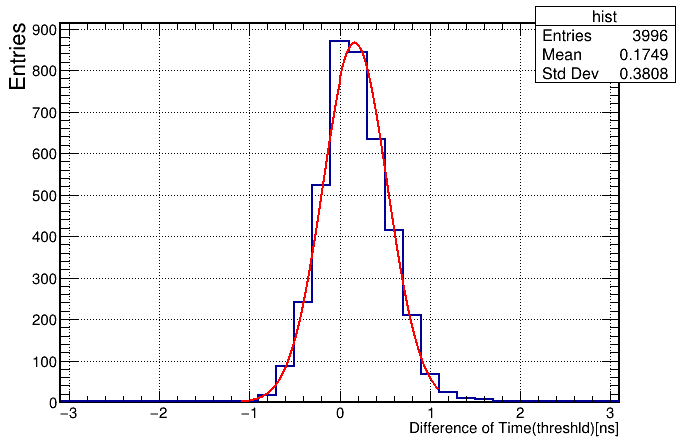 hist
Entries 3996
Mean 0.1749
Std Dev 0.3808
Entries
900
800
700
600
500
400
300
200
100
0
−3 −2 −1 0 1 2 3
Difference of Time(threshld)[ns]